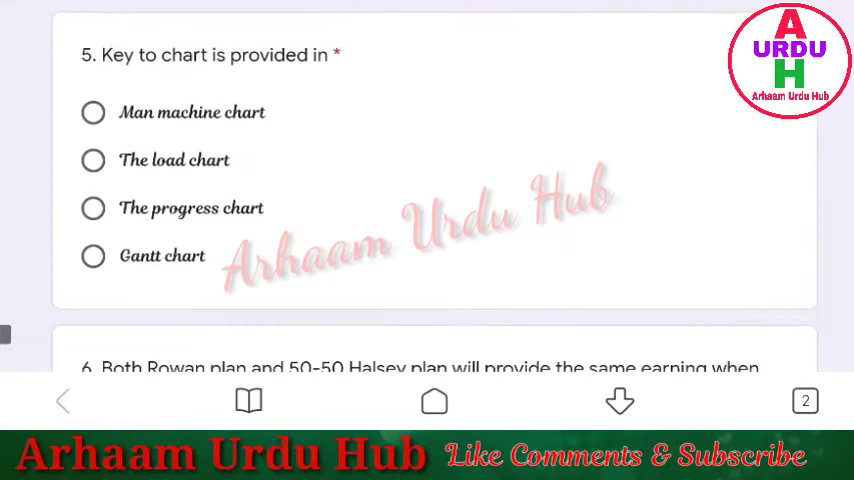 A
URDU
H
Arhaam Urdu Hub
5. Key to chart is provided in *
Man machine chart
The load chart
The progress chart
Gantt chart
Arhaam Urdu Hub
6. Both Rowan plan and 50-50 Halsey plan will provide the same earning when
2
Arhaam Urdu Hub Like Comments & Subscribe